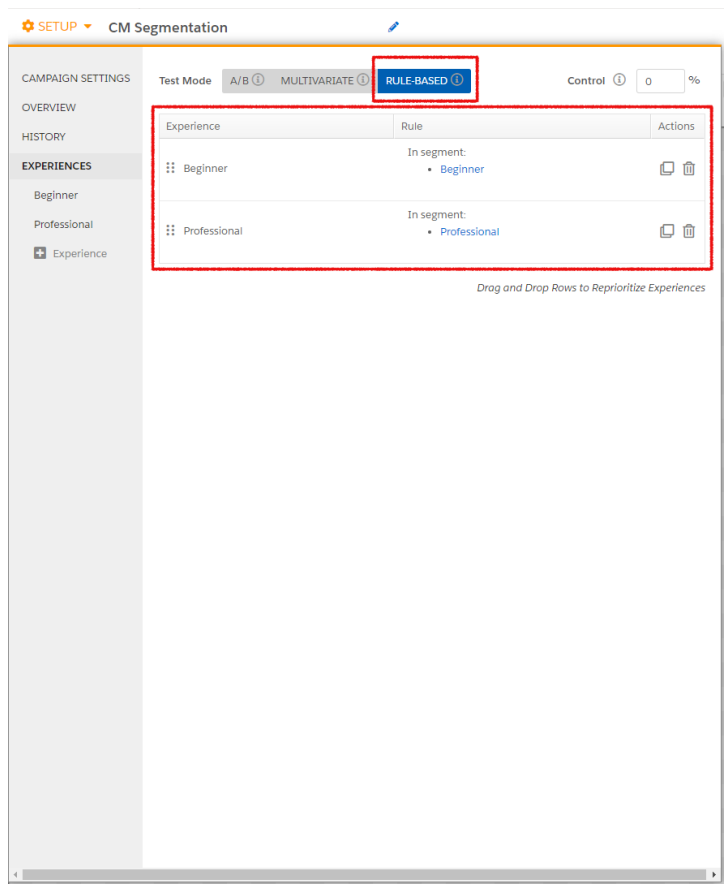 SETUP CM Segmentation
CAMPAIGN SETTINGS
OVERVIEW
HISTORY
EXPERIENCES
Beginner
Professional
Experience
Test Mode A/B MULTIVARIATE RULE-BASED Control 0 %
Experience Rule Actions
Beginner
In segment:
• Beginner
Professional
In segment:
• Professional
Drag and Drop Rows to Reprioritize Experiences